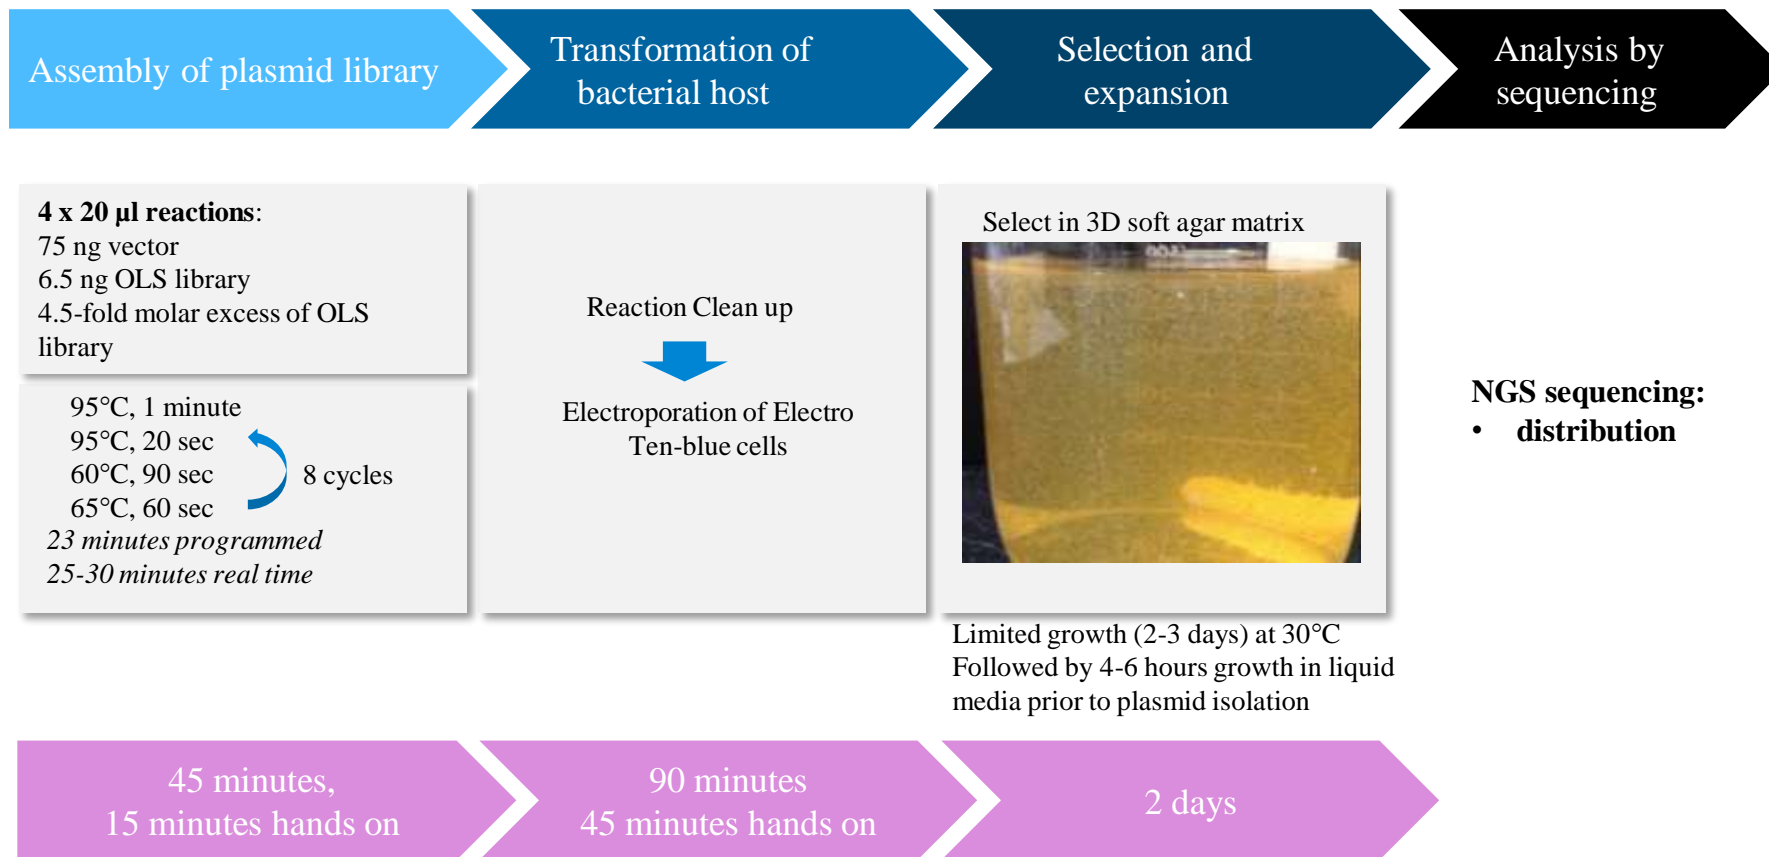 Assembly of plasmid library
Transformation of
bacterial host
Selection and
expansion
Analysis by
sequencing
4 x 20 µl reactions:
75 ng vector
6.5 ng OLS library
4.5-fold molar excess of OLS
library
95°C, 1 minute
95°C, 20 sec
60°C, 90 sec
65°C, 60 sec
8 cycles
23 minutes programmed
25-30 minutes real time
Reaction Clean up
Electroporation of Electro
Ten-blue cells
Select in 3D soft agar matrix
Limited growth (2-3 days) at 30°C
Followed by 4-6 hours growth in liquid
media prior to plasmid isolation
NGS sequencing:
• distribution
45 minutes,
15 minutes hands on
90 minutes
45 minutes hands on
2 days